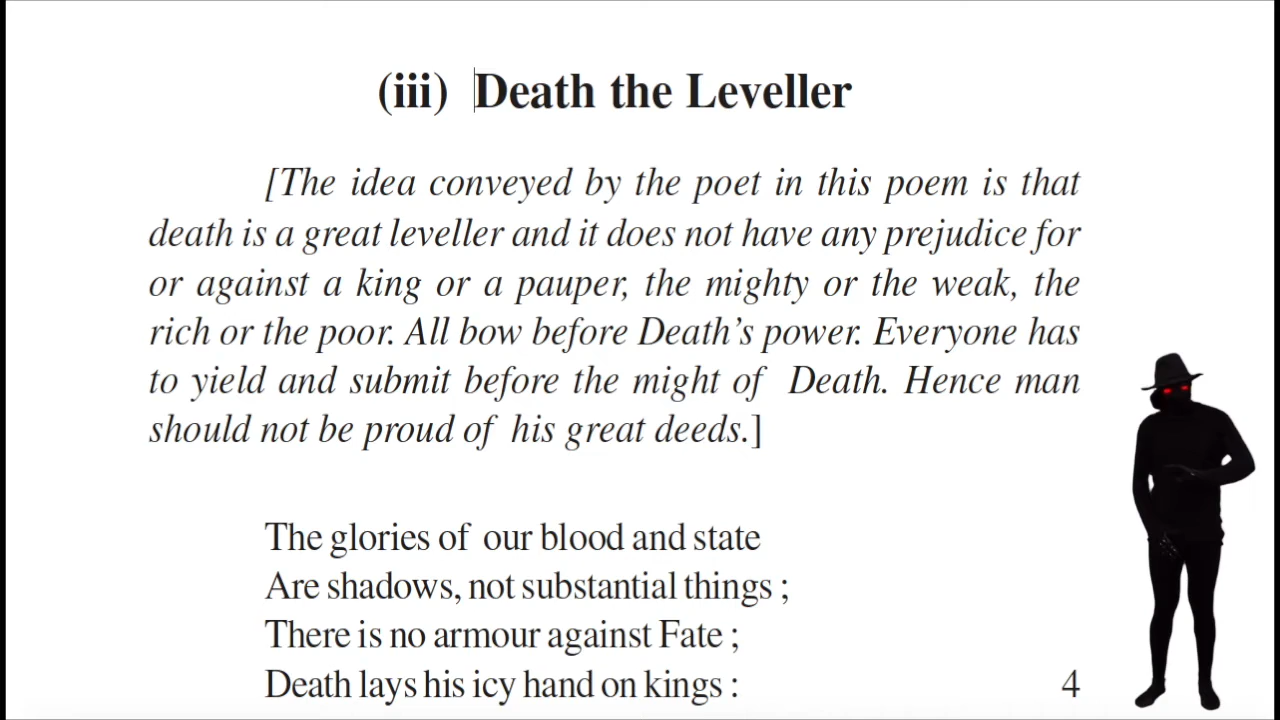 (iii) Death the Leveller
[The idea conveyed by the poet in this poem is that
death is a great leveller and it does not have any prejudice for
or against a king or a pauper, the mighty or the weak, the
rich or the poor. All bow before Death’s power. Everyone has
to yield and submit before the might of Death. Hence man
should not be proud of his great deeds.]
The glories of our blood and state
Are shadows, not substantial things ;
There is no armour against Fate ;
Death lays his icy hand on kings : 4